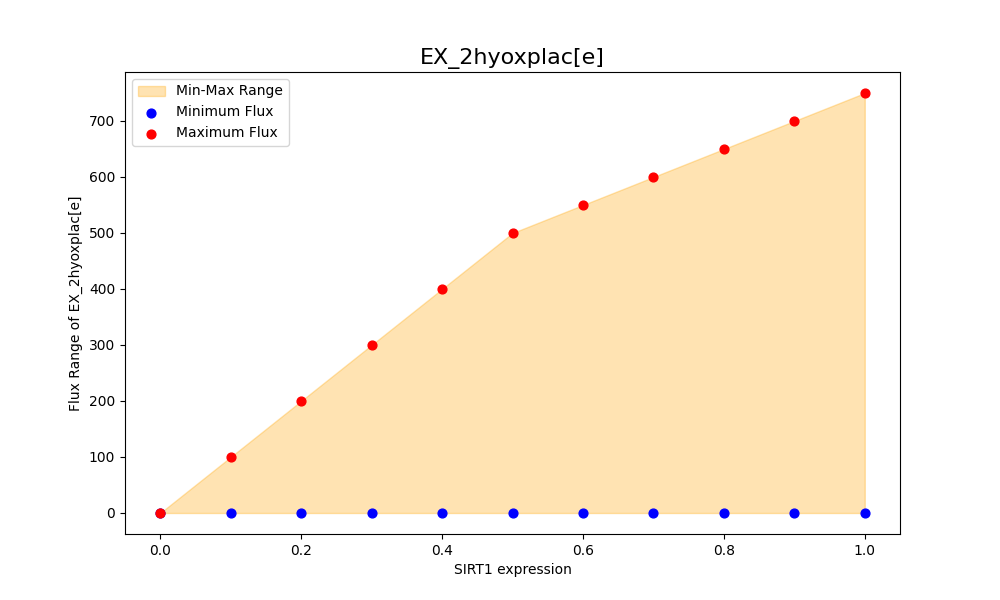 EX_2hyoxplac[e]
Min-Max Range
Minimum Flux
Maximum Flux
Flux Range of EX_2hyoxplac[e]
700
600
500
400
300
200
100
0
0.0 0.2 0.4 0.6 0.8 1.0
SIRT1 expression